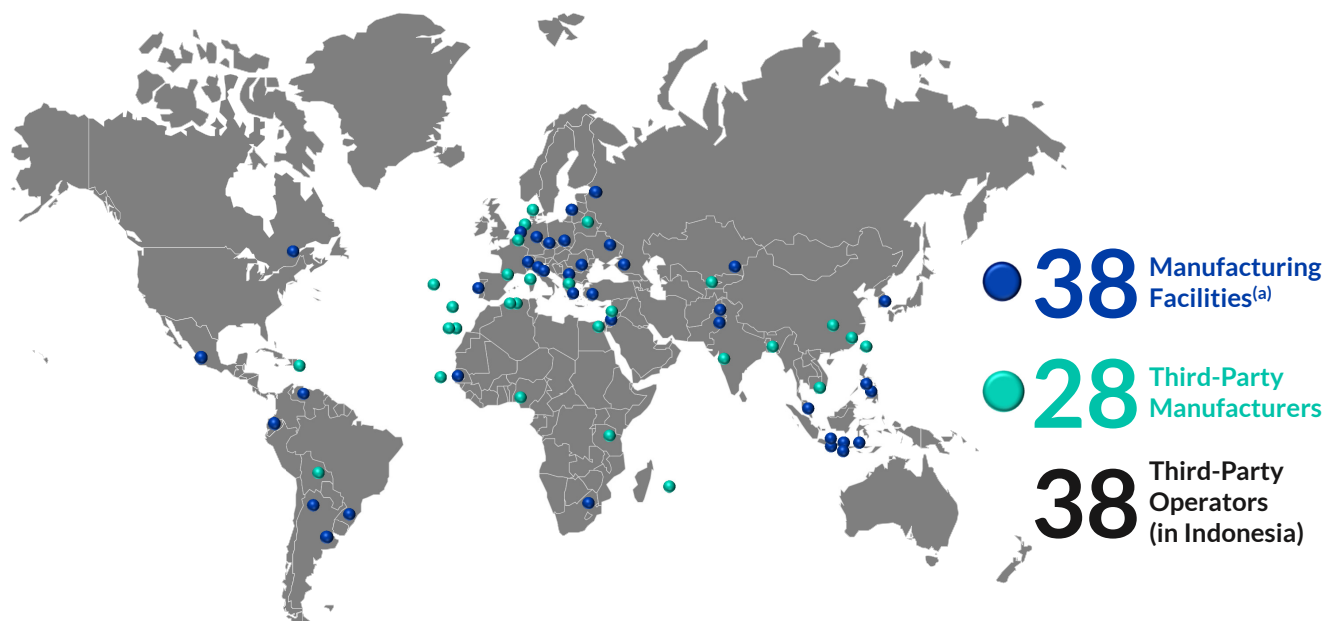 38
Manufacturing
Facilities(a)
28
Third-Party
Manufacturers
38
Third-Party
Operators
(in Indonesia)